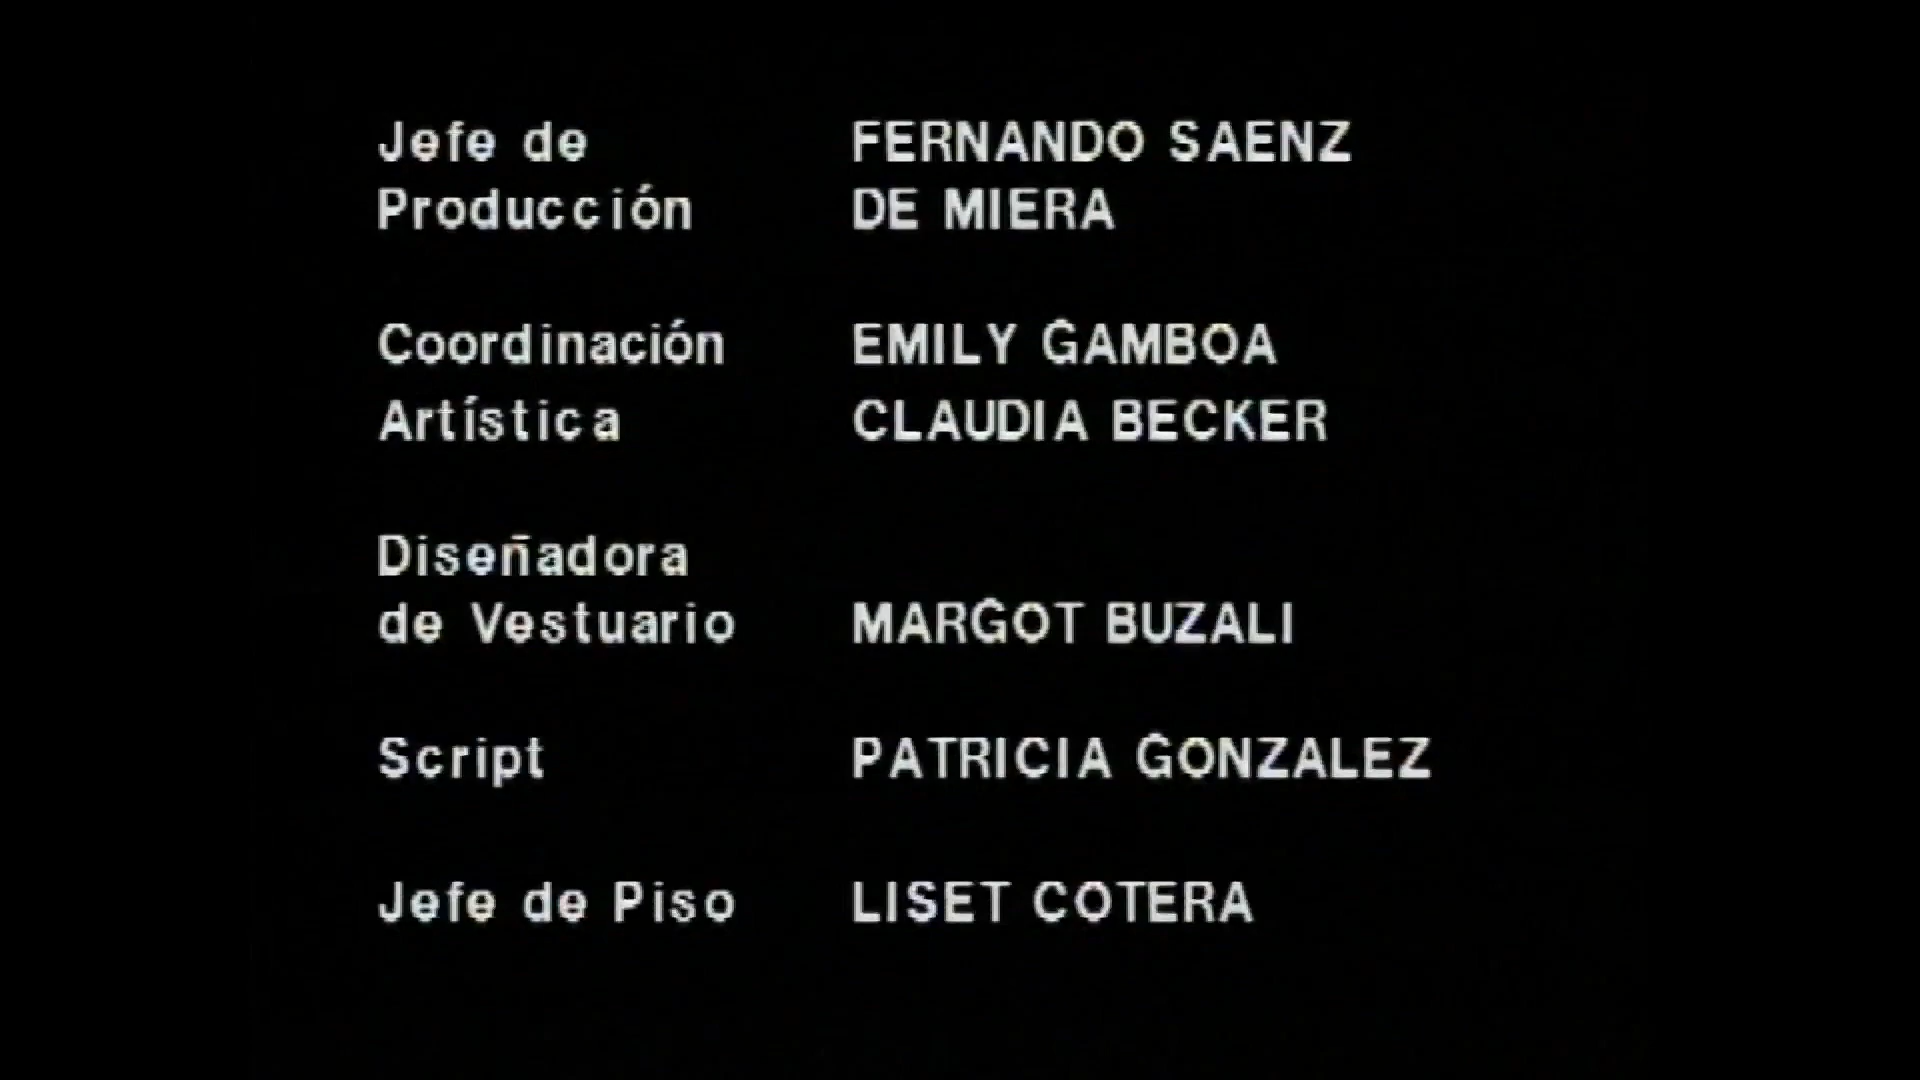 Jefe de FERNANDO SAENZ
Producción DE MIERA
Coordinación EMILY GAMBOA
Artística CLAUDIA BECKER
Diseñadora
de Vestuario MARGOT BUZALI
Script PATRICIA GONZALEZ
Jefe de Piso LISET COTERA